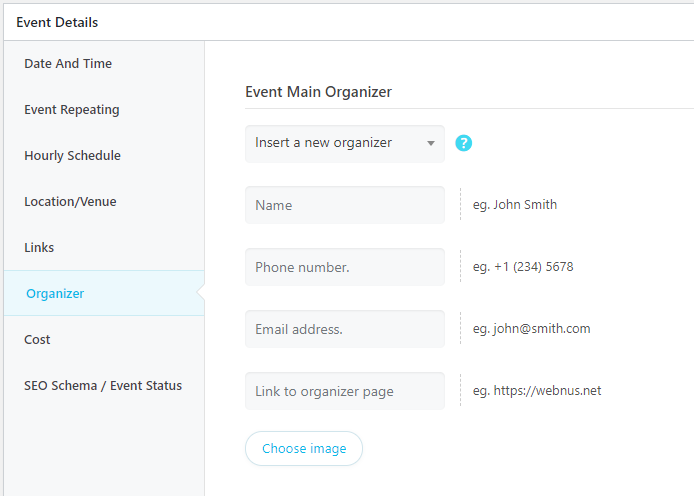 Event Details
Date And Time
Event Repeating
Hourly Schedule
Location/Venue
Links
Organizer
Cost
SEO Schema / Event Status
Event Main Organizer
Insert a new organizer ?
Name eg. John Smith
Phone number. eg. +1 (234) 5678
Email address. eg. john@smith.com
Link to organizer page eg. https://webnus.net
Choose image